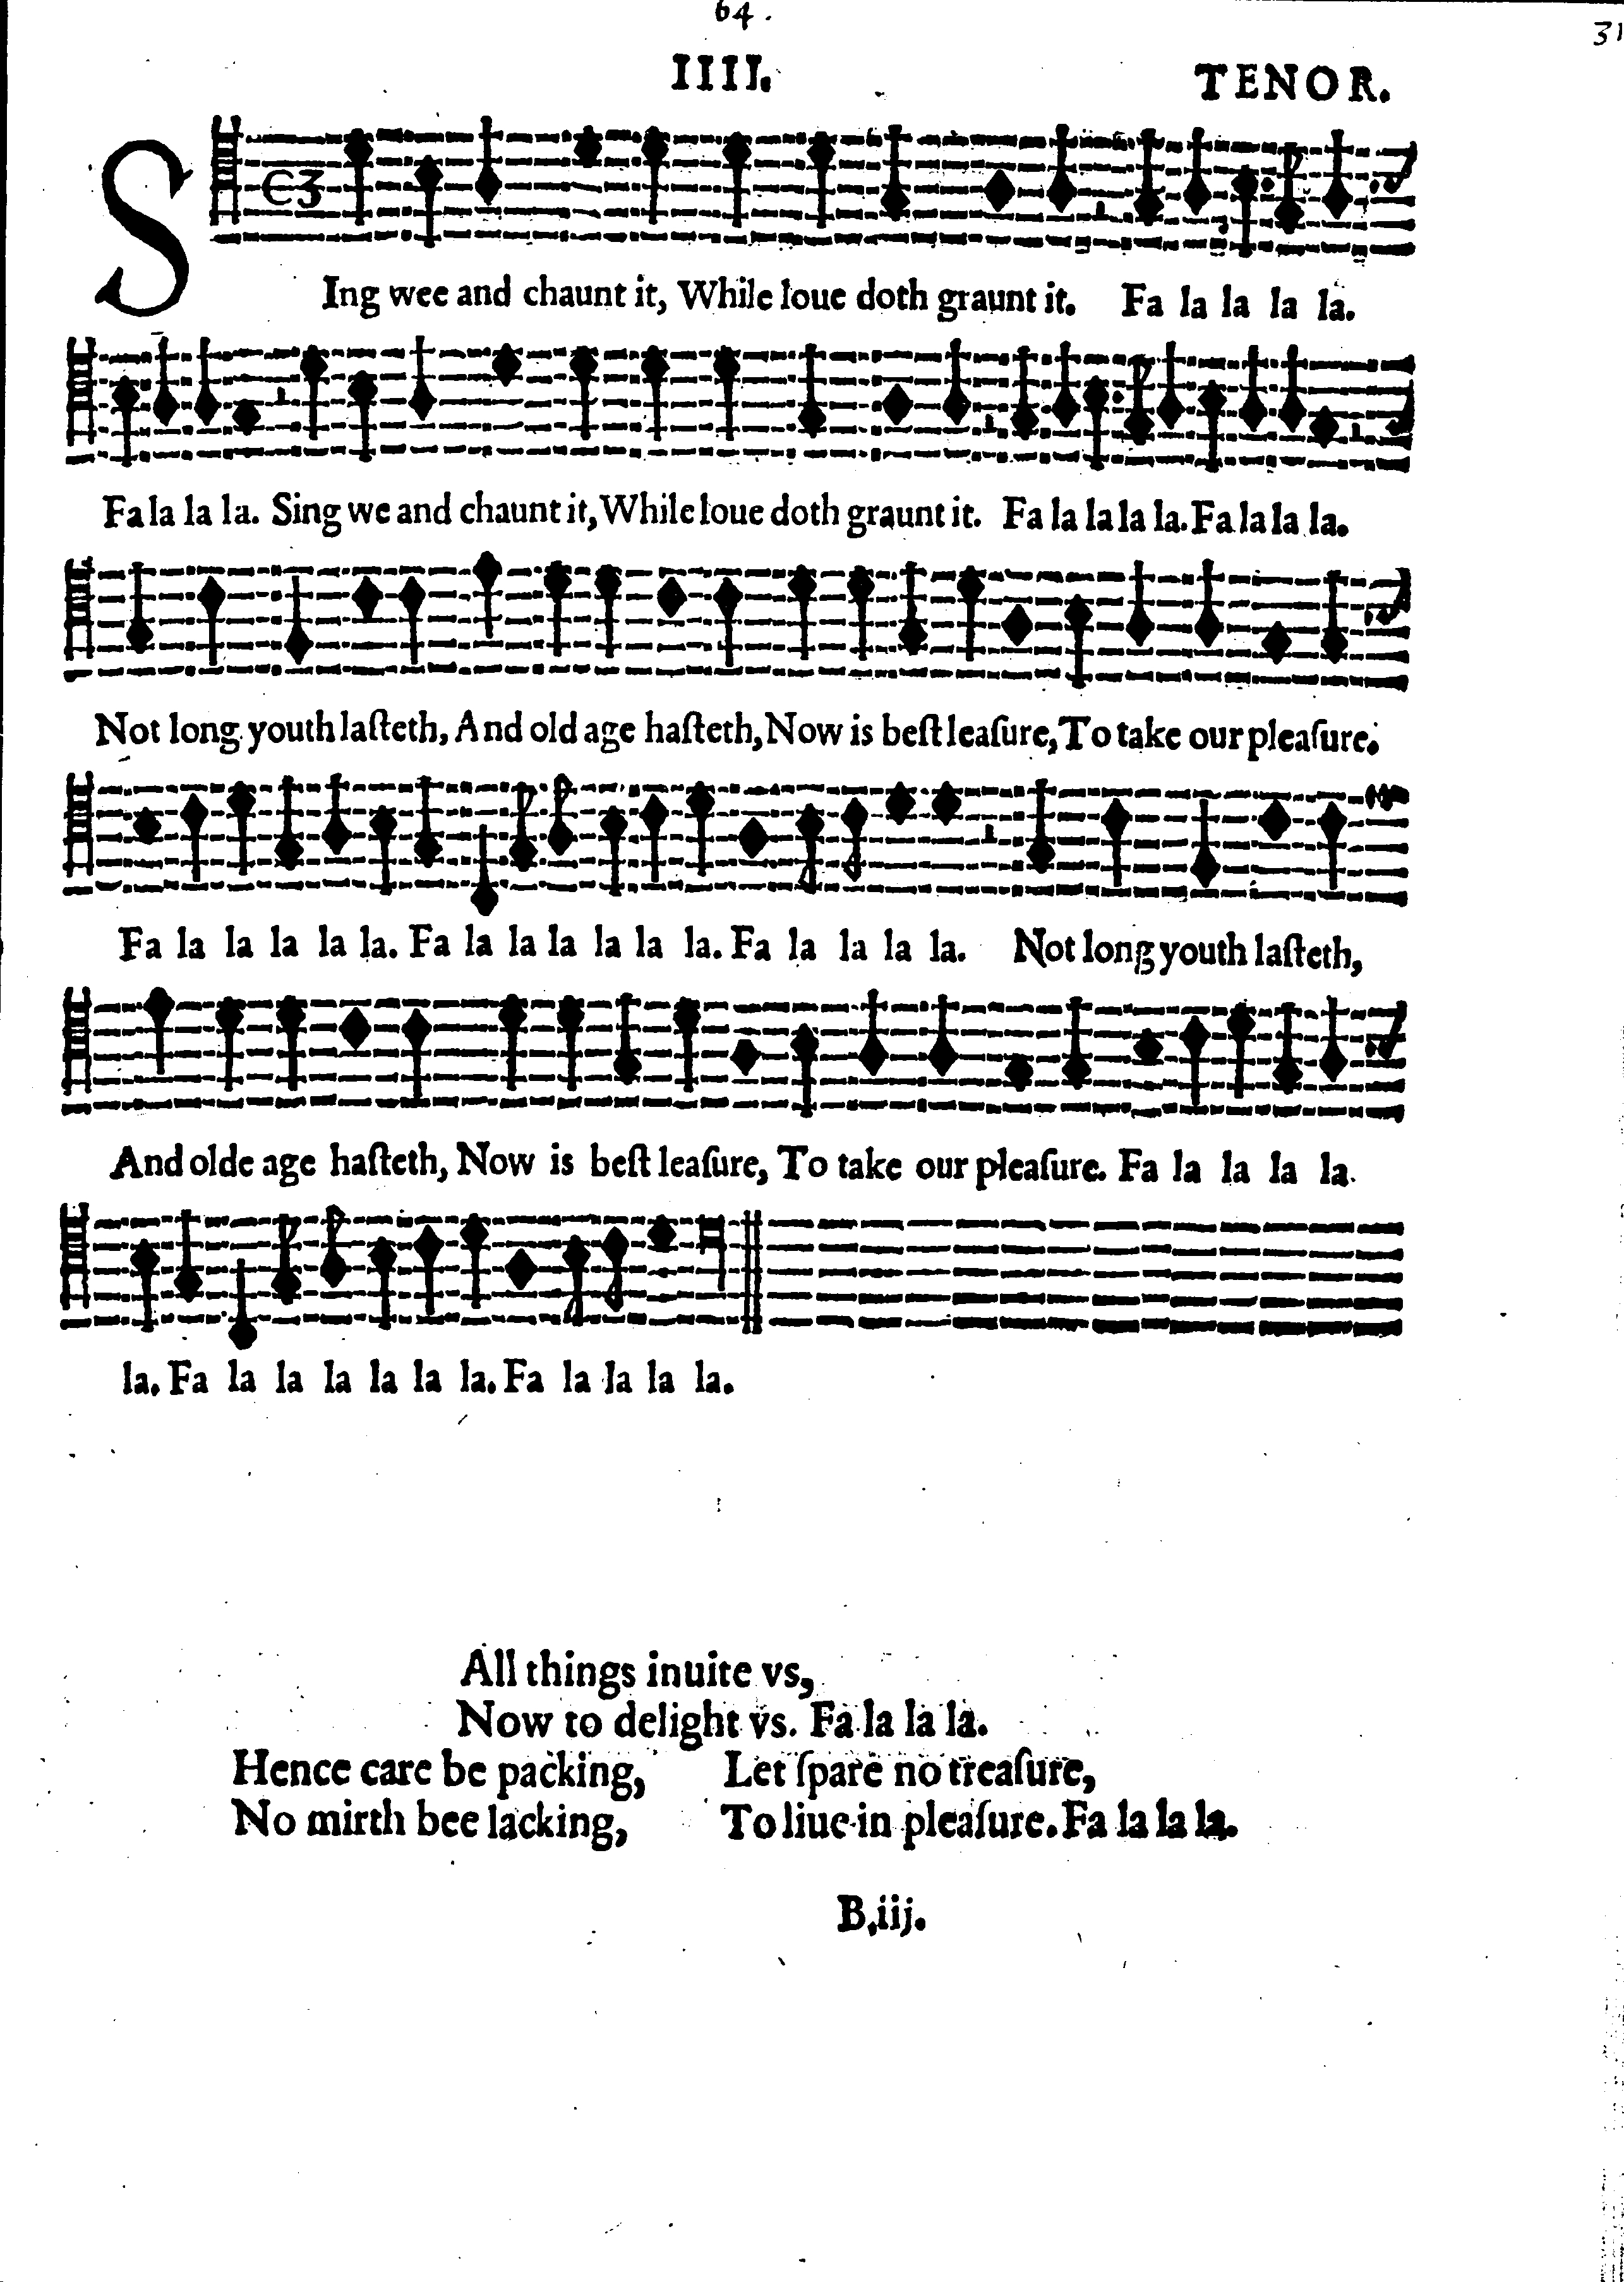 64.
31
IIII. TENOR.
SIng wee and chaunt it, While loue doth graunt it. Fa la la la la.
Fa la la la. Sing we and chaunt it, While loue doth graunt it. Fa la la la la. Fa la la la.
Not long youth laſteth, And old age haſteth, Now is beſt leaſure, To take our pleaſure.
Fa la la la la la. Fa la la la la la la. Fa la la la la. Not long youth laſteth,
And olde age haſteth, Now is beſt leaſure, To take our pleaſure. Fa la la la la.
la. Fa la la la la la la. Fa la la la la.
All things inuite vs,
Now to delight vs. Fa la la la.
Hence care be packing, Let ſpare no treaſure,
No mirth bee lacking, To liue in pleaſure. Fa la la la.
B.iij.